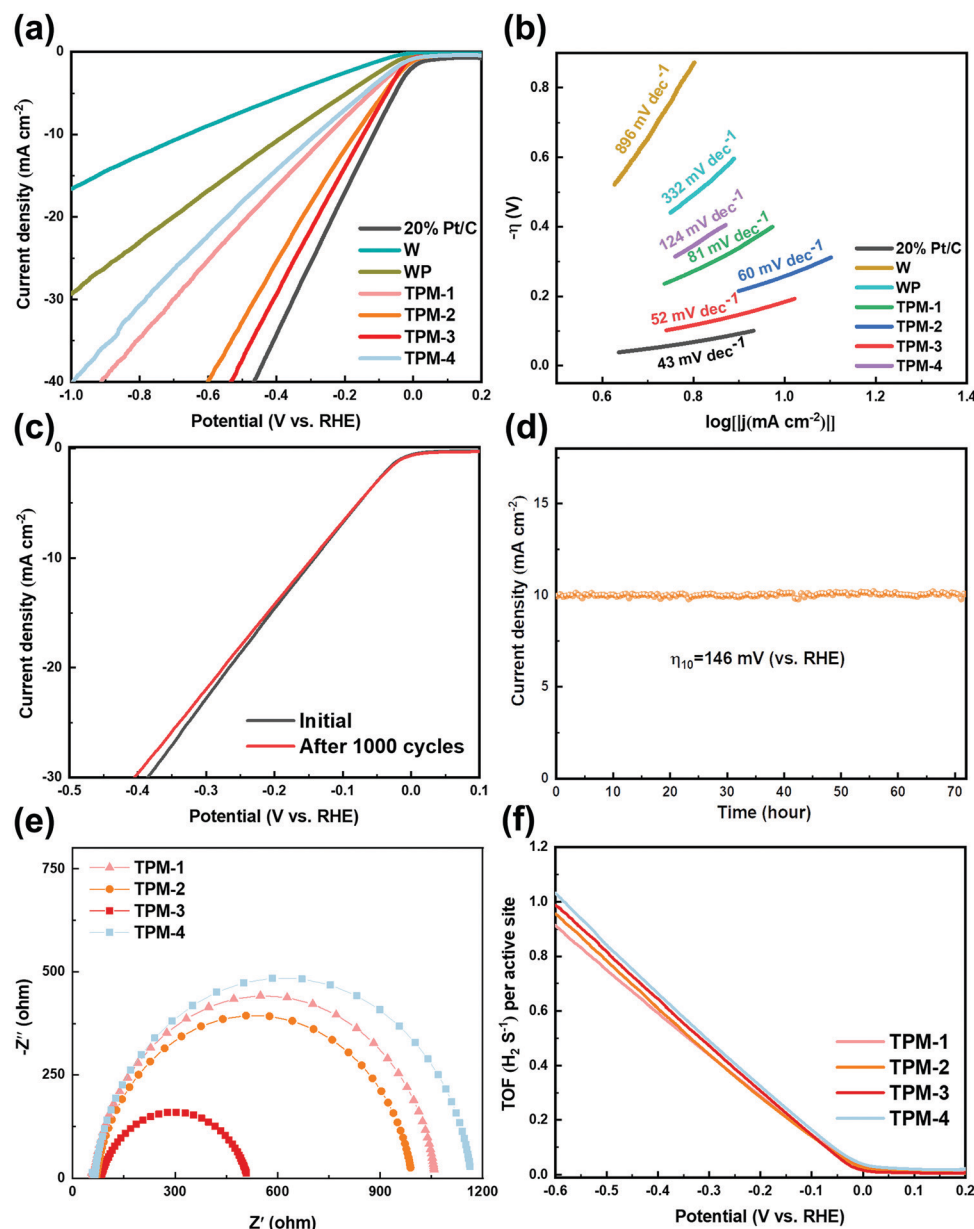 (a)
Current density (mA cm⁻²)
0
-10
-20
-30
-40
-1.0 -0.8 -0.6 -0.4 -0.2 0.0 0.2
Potential (V vs. RHE)
20% Pt/C
W
WP
TPM-1
TPM-2
TPM-3
TPM-4
(b)
-η (V)
0.8
0.6
0.4
0.2
0.0
0.6 0.8 1.0 1.2 1.4
log[|j(mA cm⁻²)|]
896 mV dec⁻¹
332 mV dec⁻¹
124 mV dec⁻¹
81 mV dec⁻¹
60 mV dec⁻¹
52 mV dec⁻¹
43 mV dec⁻¹
20% Pt/C
W
WP
TPM-1
TPM-2
TPM-3
TPM-4
(c)
Current density (mA cm⁻²)
0
-10
-20
-30
-0.5 -0.4 -0.3 -0.2 -0.1 0.0 0.1
Potential (V vs. RHE)
Initial
After 1000 cycles
(d)
Current density (mA cm⁻²)
15
10
5
0
0 10 20 30 40 50 60 70
Time (hour)
η₁₀=146 mV (vs. RHE)
(e)
-Z″ (ohm)
750
500
250
0
0 300 600 900 1200
Z′ (ohm)
TPM-1
TPM-2
TPM-3
TPM-4
(f)
TOF (H₂ S⁻¹) per active site
1.2
1.0
0.8
0.6
0.4
0.2
0.0
-0.6 -0.5 -0.4 -0.3 -0.2 -0.1 0.0 0.1 0.2
Potential (V vs. RHE)
TPM-1
TPM-2
TPM-3
TPM-4